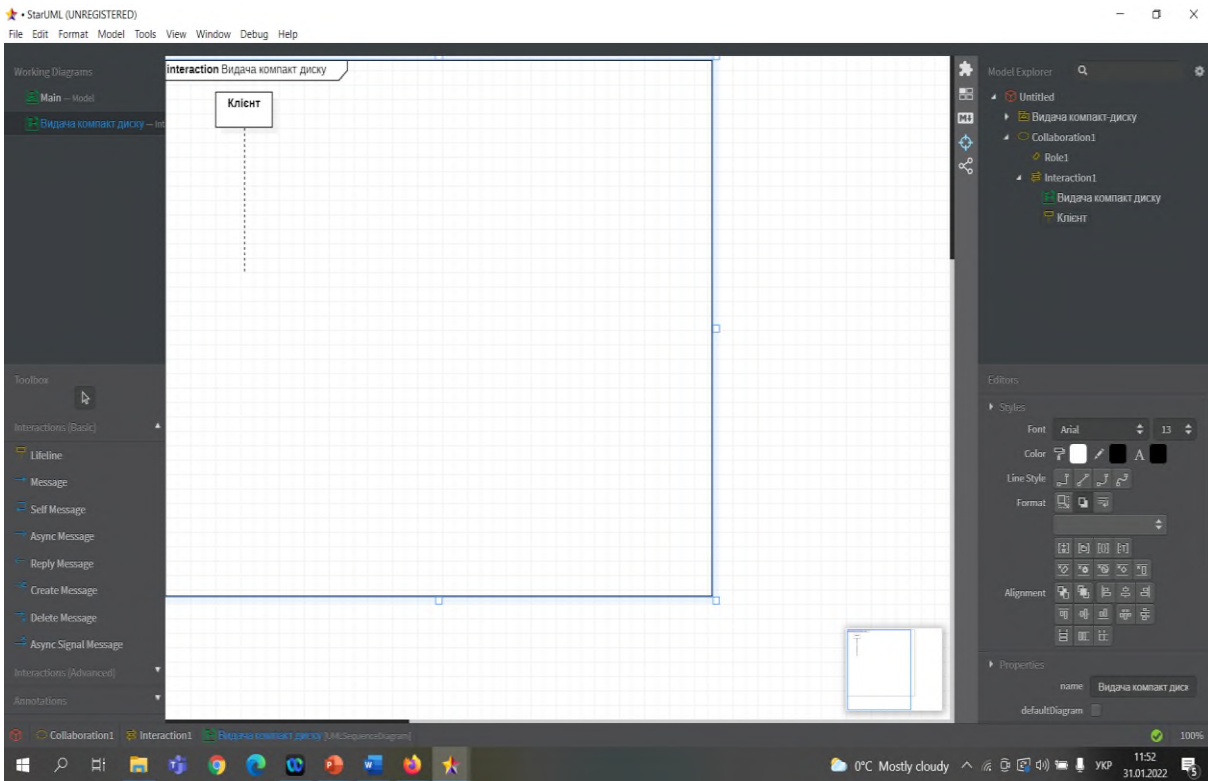 • StarUML (UNREGISTERED)
File Edit Format Model Tools View Window Debug Help
Working Diagrams
Main — Model
Видача компакт диску — Int
interaction Видача компакт диску
Клієнт
Toolbox
Interactions (Basic)
Lifeline
Message
Self Message
Async Message
Reply Message
Create Message
Delete Message
Async Signal Message
Interactions (Advanced)
Annotations
Model Explorer
Untitled
Видача компакт-диску
Collaboration1
Role1
Interaction1
Видача компакт диску
Клієнт
Editors
Styles
Font Arial 13
Color A
Line Style
Format
Alignment
Properties
name Видача компакт диск
defaultDiagram
Collaboration1 Interaction1 Видача компакт диску [UMLSequenceDiagram] 100%
0°C Mostly cloudy УКР 11:52
31.01.2022 5